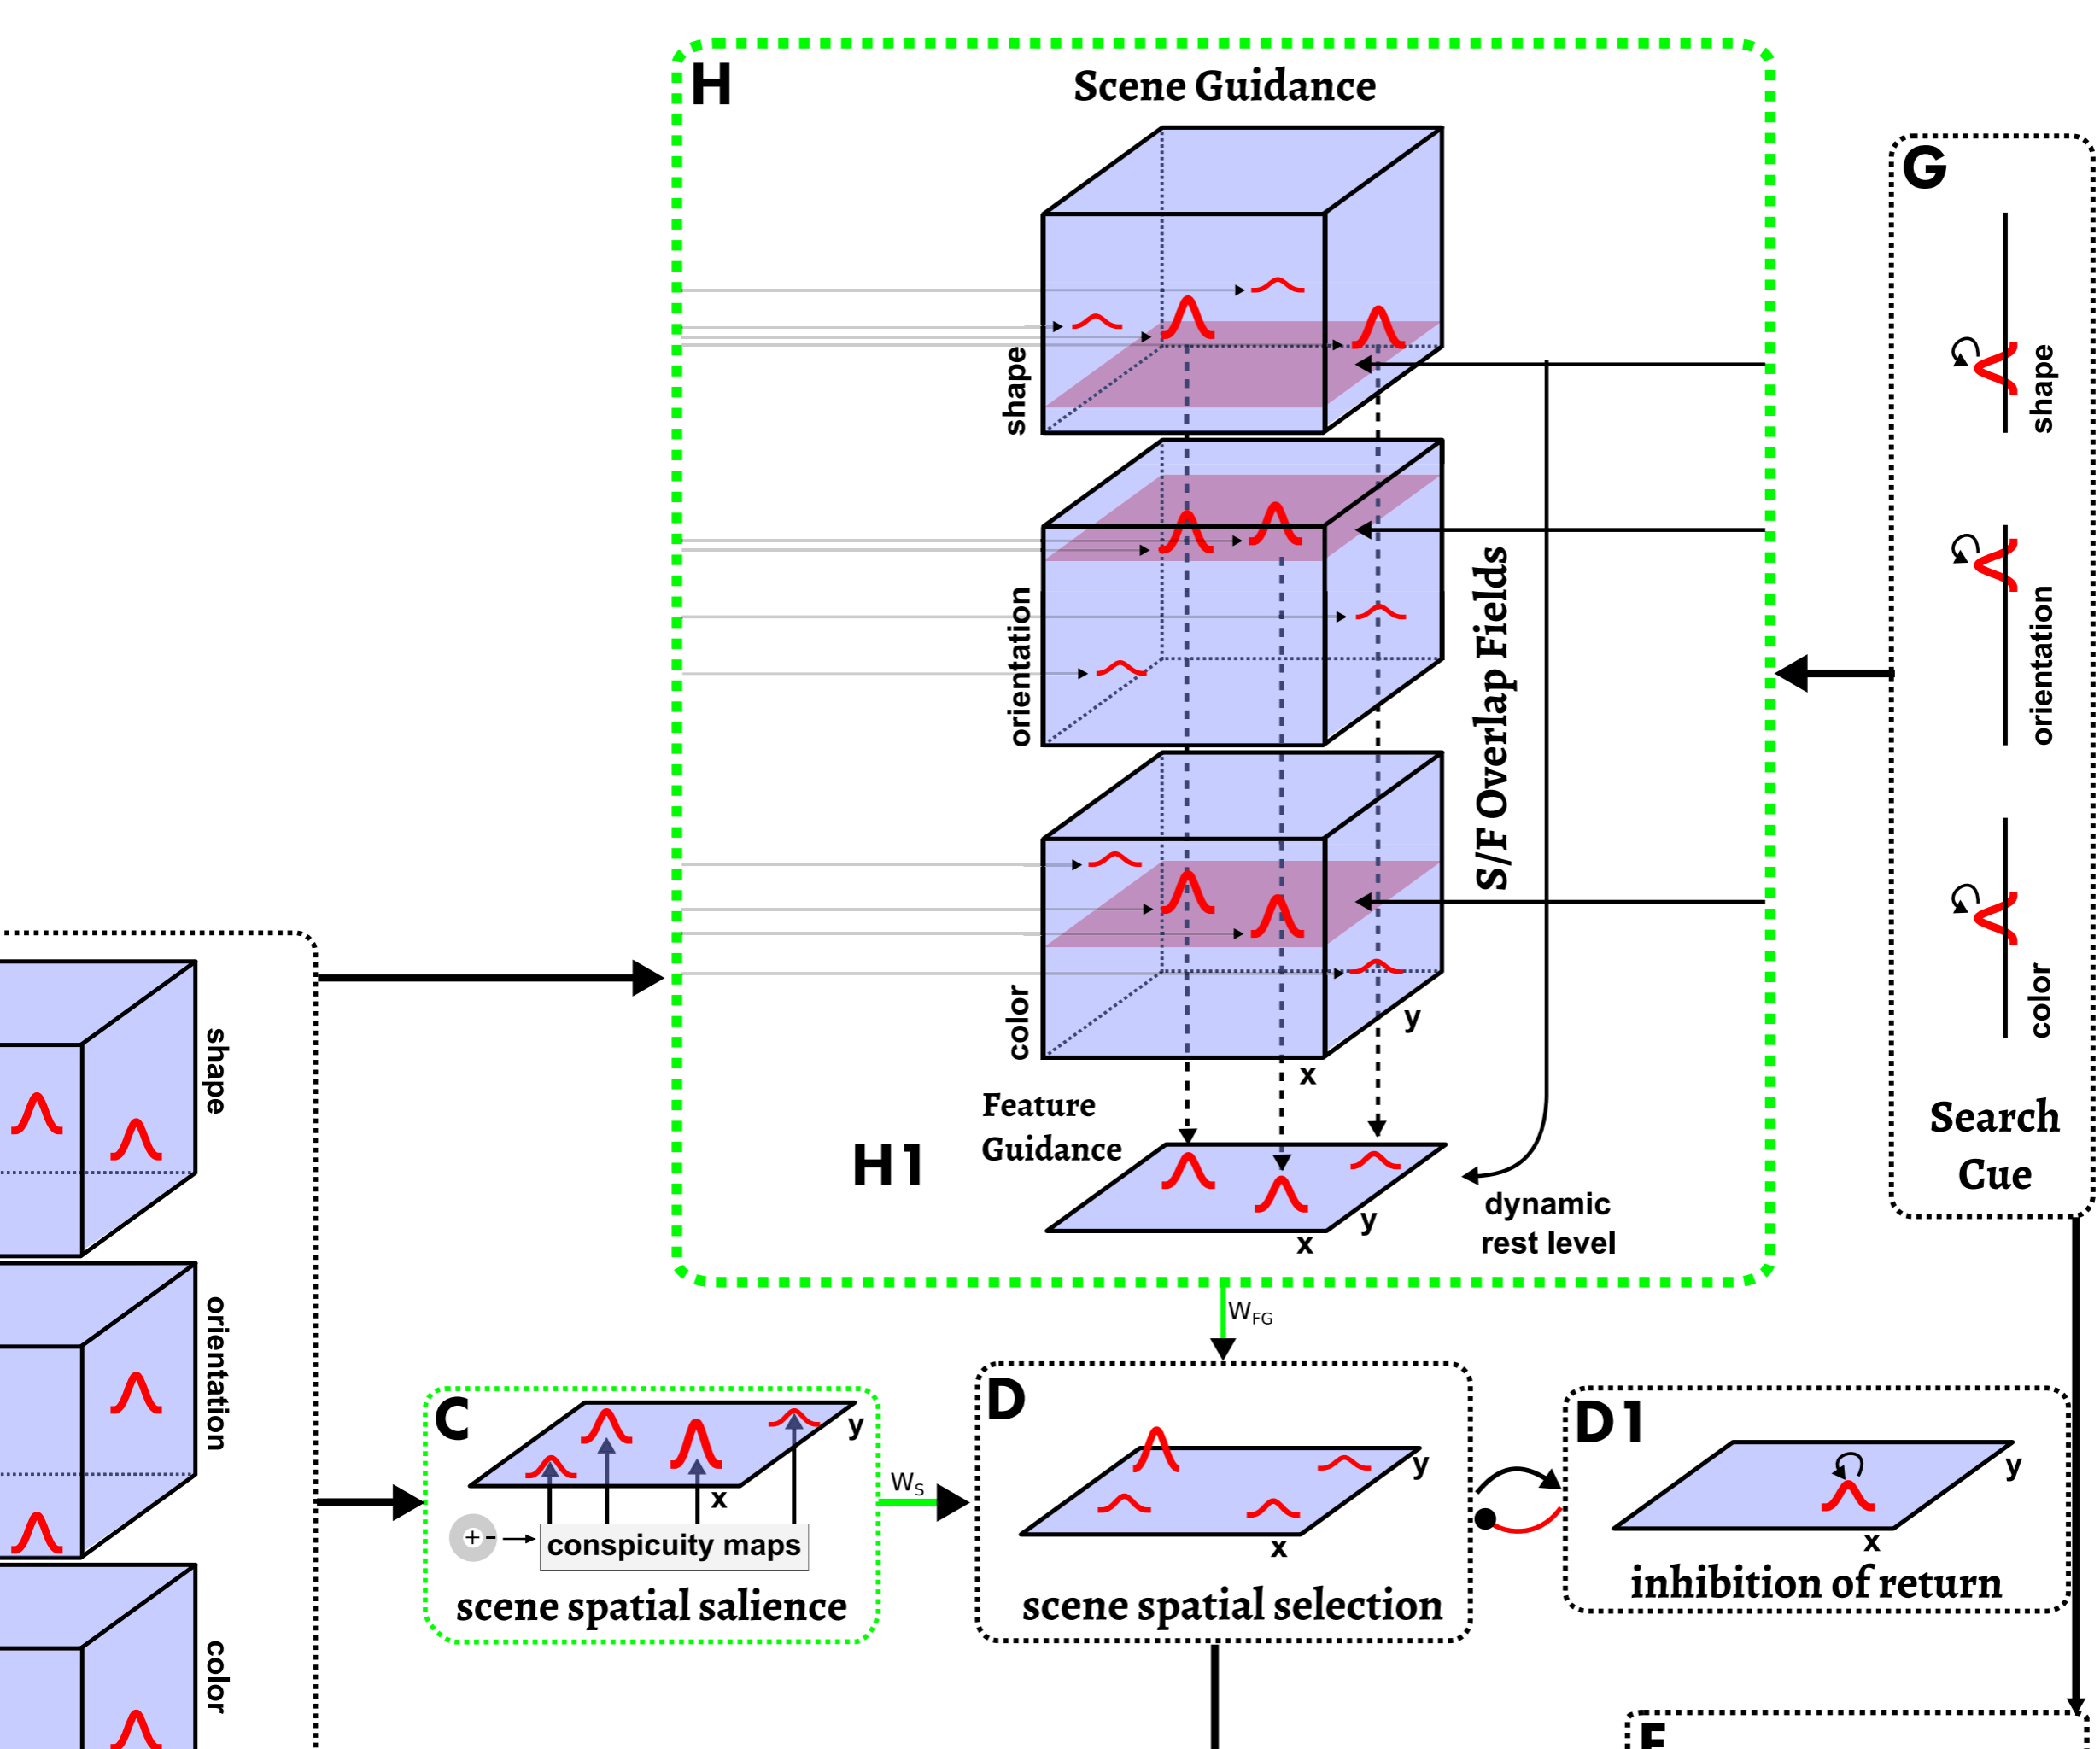 H
Scene Guidance
G
shape
shape
orientation
orientation
S/F Overlap Fields
color
color
y
x
Feature
Guidance
H1
y
x
dynamic
rest level
Search
Cue
shape
orientation
color
WFG
C
y
x
+ -
conspicuity maps
scene spatial salience
WS
D
y
x
scene spatial selection
D1
y
x
inhibition of return